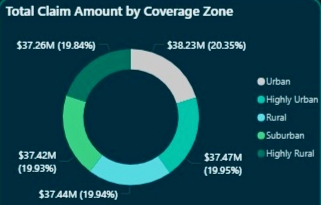 Total Claim Amount by Coverage Zone
$37.26M (19.84%)
$38.23M (20.35%)
Urban
Highly Urban
Rural
Suburban
Highly Rural
$37.42M
(19.93%)
$37.47M
(19.95%)
$37.44M (19.94%)